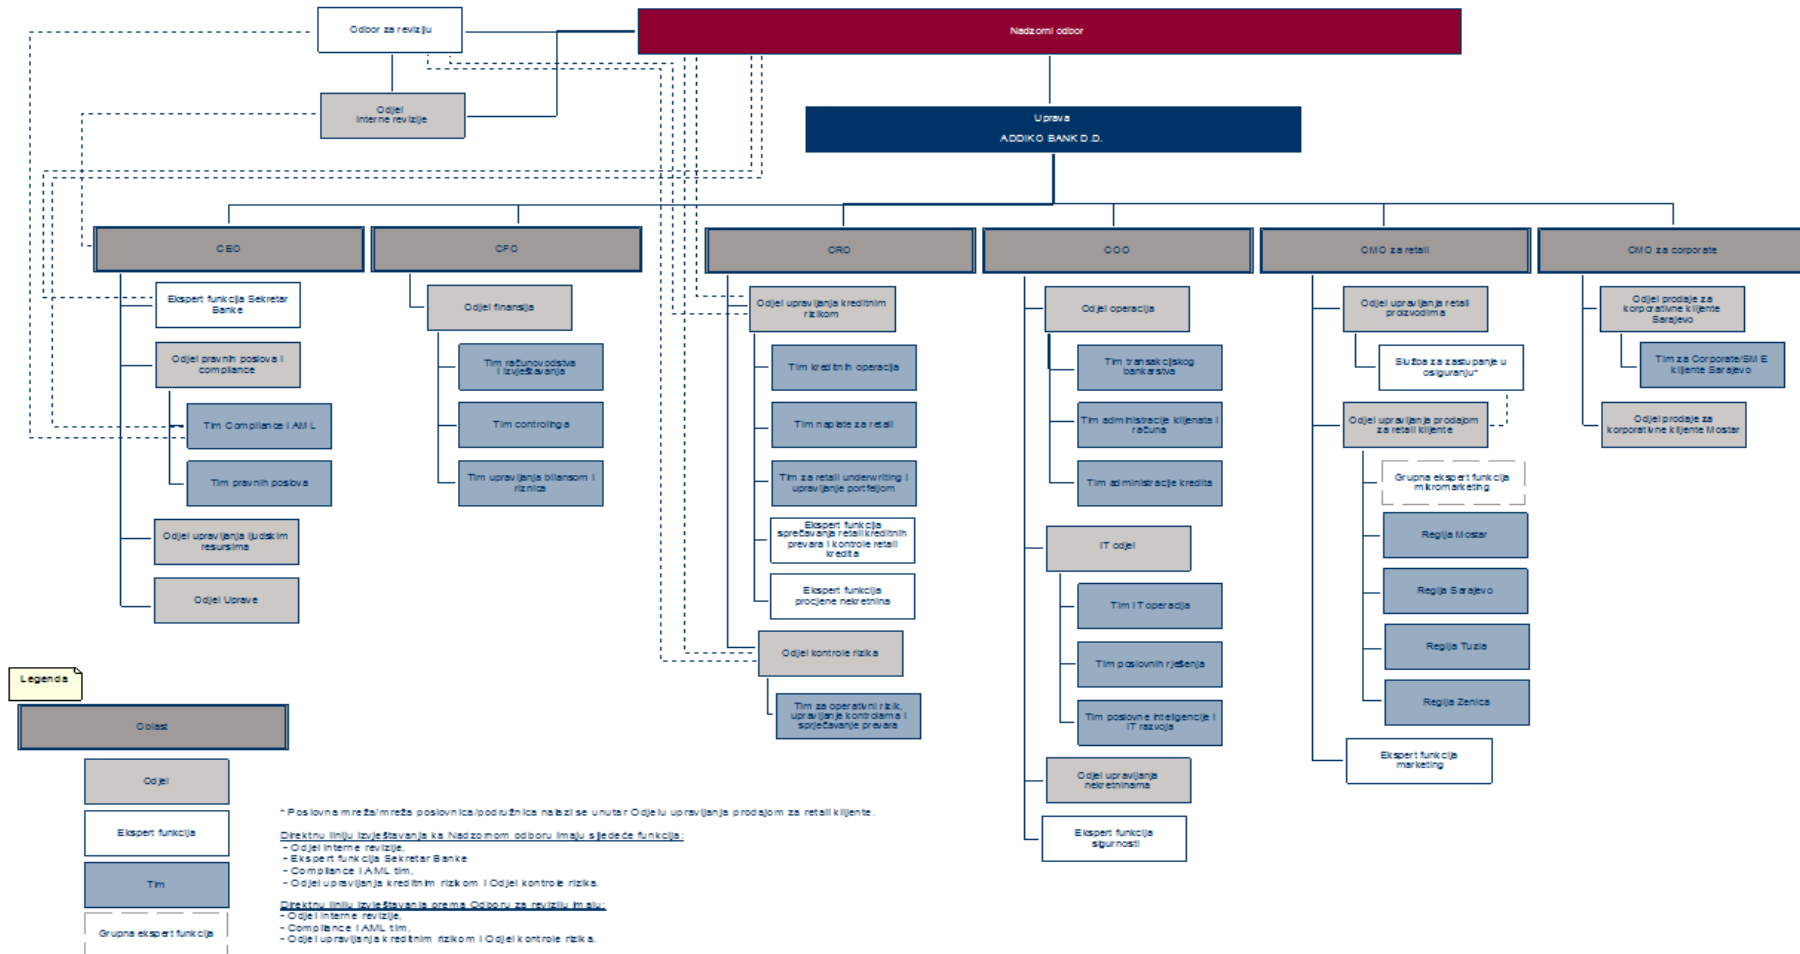 Odbor za reviziju
Nadzorni odbor
Odjel
interne revizije
Uprava
ADDIKO BANK D.D.
CEO
CFO
CRO
COO
CMO za retail
CMO za corporate
Ekspert funkcija Sekretar
Banke
Odjel pravnih poslova i
compliance
Tim Compliance i AML
Tim pravnih poslova
Odjel upravljanja ljudskim
resursima
Odjel Uprave
Odjel finansija
Tim računovodstva
i izvještavanja
Tim controlinga
Tim upravljanja bilansom i
riznica
Odjel upravljanja kreditnim
rizikom
Tim kreditnih operacija
Tim naplate za retail
Tim za retail underwriting i
upravljanje portfeljom
Ekspert funkcija
sprečavanja retail kreditnih
prevara i kontrole retail
kredita
Ekspert funkcija
procjene nekretnina
Odjel kontrole rizika
Tim za operativni rizik,
upravljanje kontrolama i
sprječavanje prevara
Odjel operacija
Tim transakcijskog
bankarstva
Tim administracije klijenata i
računa
Tim administracije kredita
IT odjel
Tim IT operacija
Tim poslovnih rješenja
Tim poslovne inteligencije i
IT razvoja
Odjel upravljanja
nekretninama
Ekspert funkcija
sigurnosti
Odjel upravljanja retail
proizvodima
Služba za zastupanje u
osiguranju*
Odjel upravljanja prodajom
za retail klijente
Grupna ekspert funkcija
mikromarketing
Regija Mostar
Regija Sarajevo
Regija Tuzla
Regija Zenica
Ekspert funkcija
marketing
Odjel prodaje za
korporativne klijente
Sarajevo
Tim za Corporate/SME
klijente Sarajevo
Odjel prodaje za
korporativne klijente Mostar
Legenda
Oblast
Odjel
Ekspert funkcija
Tim
Grupna ekspert funkcija
* Poslovna mreža/mreža poslovnica/podružnica nalazi se unutar Odjelu upravljanja prodajom za retail klijente.
Direktnu liniju izvještavanja ka Nadzornom odboru imaju sljedeće funkcije:
- Odjel interne revizije,
- Ekspert funkcija Sekretar Banke
- Compliance i AML tim,
- Odjel upravljanja kreditnim rizikom i Odjel kontrole rizika.
Direktnu liniju izvještavanja prema Odboru za reviziju imaju:
- Odjel interne revizije,
- Compliance i AML tim,
- Odjel upravljanja kreditnim rizikom i Odjel kontrole rizika.